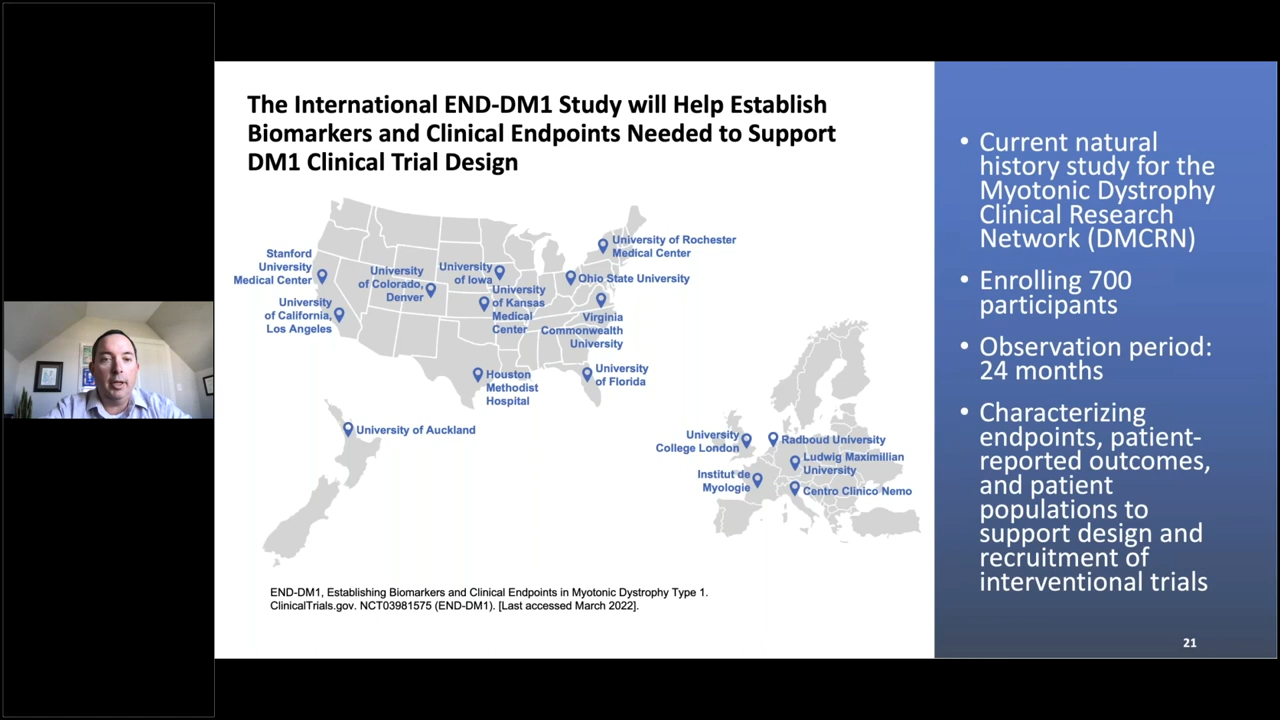 The International END-DM1 Study will Help Establish
Biomarkers and Clinical Endpoints Needed to Support
DM1 Clinical Trial Design
Stanford
University
Medical Center
University
of California,
Los Angeles
University
of Colorado,
Denver
University
of Iowa
University
of Kansas
Medical
Center
University of Rochester
Medical Center
Ohio State University
Virginia
Commonwealth
University
Houston
Methodist
Hospital
University
of Florida
University of Auckland
University
College London
Radboud University
Ludwig Maximillian
University
Institut de
Myologie
Centro Clinico Nemo
END-DM1, Establishing Biomarkers and Clinical Endpoints in Myotonic Dystrophy Type 1.
ClinicalTrials.gov. NCT03981575 (END-DM1). [Last accessed March 2022].
• Current natural
history study for the
Myotonic Dystrophy
Clinical Research
Network (DMCRN)
• Enrolling 700
participants
• Observation period:
24 months
• Characterizing
endpoints, patient-
reported outcomes,
and patient
populations to
support design and
recruitment of
interventional trials
21